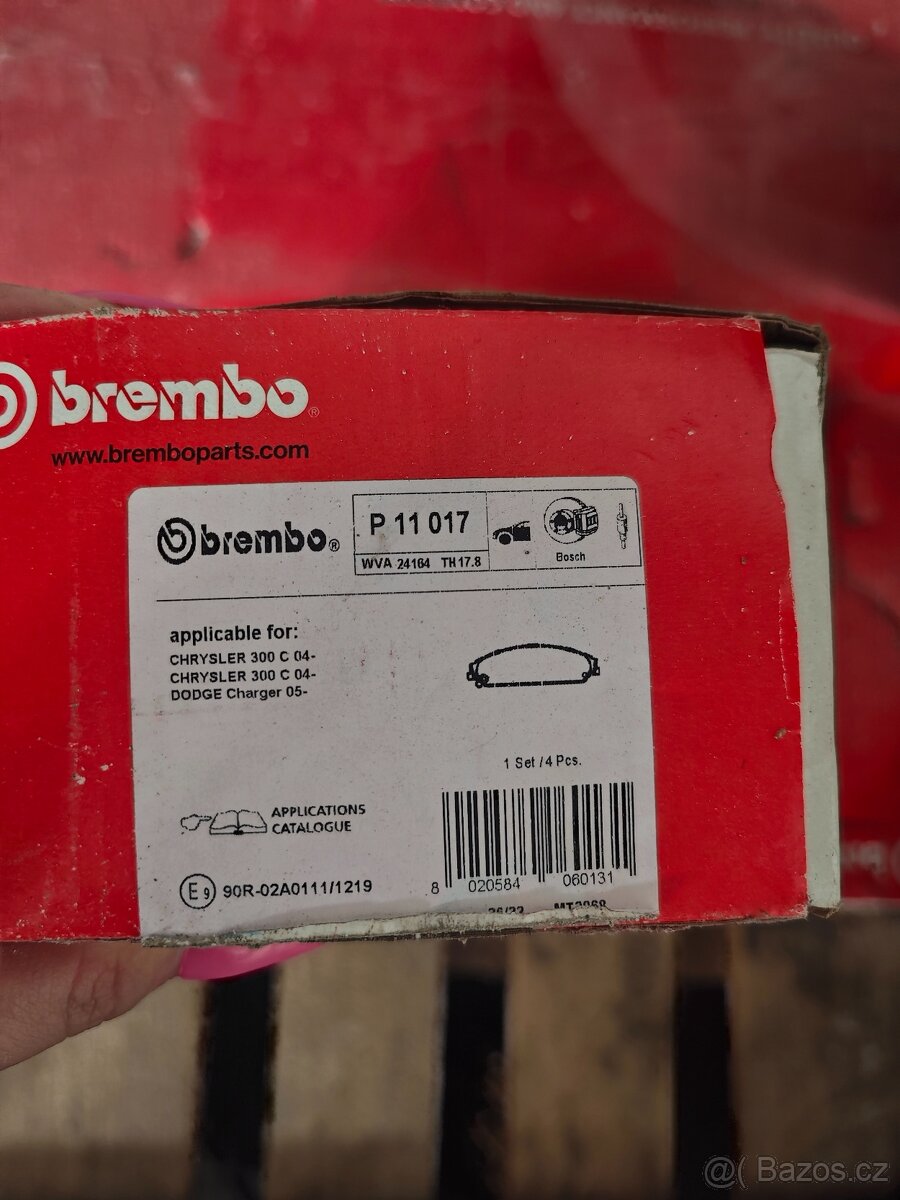 brembo®
www.bremboparts.com
brembo®
P 11 017
WVA 24164 TH17.8
Bosch
applicable for:
CHRYSLER 300 C 04-
CHRYSLER 300 C 04-
DODGE Charger 05-
1 Set / 4 Pcs.
APPLICATIONS
CATALOGUE
E9 90R-02A0111/1219
8 020584 060131
@( Bazos.cz